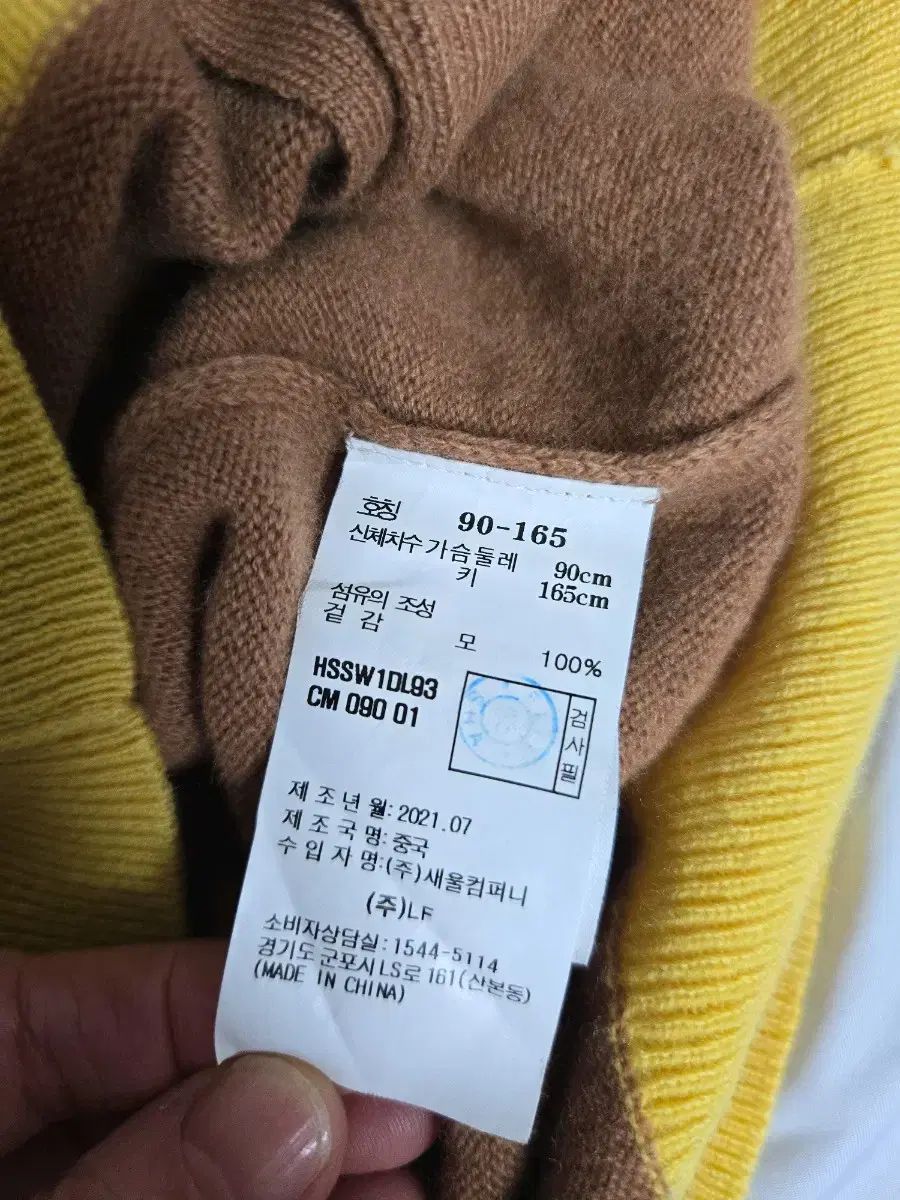 호칭 90-165
신체치수 가슴둘레 90cm
키 165cm
섬유의 조성
겉 감 모 100%
HSSW1DL93
CM 090 01
검사필
제 조 년 월: 2021.07
제 조 국 명: 중국
수 입 자 명:(주)새울컴퍼니
(주)LF
소비자상담실:1544-5114
경기도 군포시 LS로 161(산본동)
(MADE IN CHINA)